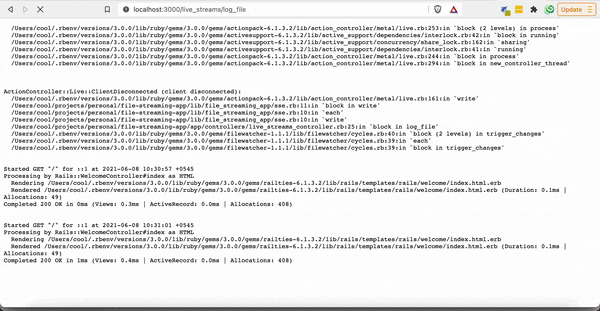 localhost:3000/live_streams/log_file
Update
/Users/cool/.rbenv/versions/3.0.0/lib/ruby/gems/3.0.0/gems/actionpack-6.1.3.2/lib/action_controller/metal/live.rb:253:in `block (2 levels) in process'
/Users/cool/.rbenv/versions/3.0.0/lib/ruby/gems/3.0.0/gems/activesupport-6.1.3.2/lib/active_support/dependencies/interlock.rb:42:in `block in running'
/Users/cool/.rbenv/versions/3.0.0/lib/ruby/gems/3.0.0/gems/activesupport-6.1.3.2/lib/active_support/concurrency/share_lock.rb:162:in `sharing'
/Users/cool/.rbenv/versions/3.0.0/lib/ruby/gems/3.0.0/gems/activesupport-6.1.3.2/lib/active_support/dependencies/interlock.rb:41:in `running'
/Users/cool/.rbenv/versions/3.0.0/lib/ruby/gems/3.0.0/gems/actionpack-6.1.3.2/lib/action_controller/metal/live.rb:244:in `block in process'
/Users/cool/.rbenv/versions/3.0.0/lib/ruby/gems/3.0.0/gems/actionpack-6.1.3.2/lib/action_controller/metal/live.rb:294:in `block in new_controller_thread'
ActionController::Live::ClientDisconnected (client disconnected):
/Users/cool/.rbenv/versions/3.0.0/lib/ruby/gems/3.0.0/gems/actionpack-6.1.3.2/lib/action_controller/metal/live.rb:161:in `write'
/Users/cool/projects/personal/file-streaming-app/lib/file_streaming_app/sse.rb:11:in `block in write'
/Users/cool/projects/personal/file-streaming-app/lib/file_streaming_app/sse.rb:10:in `each'
/Users/cool/projects/personal/file-streaming-app/lib/file_streaming_app/sse.rb:10:in `write'
/Users/cool/projects/personal/file-streaming-app/app/controllers/live_streams_controller.rb:25:in `block in log_file'
/Users/cool/.rbenv/versions/3.0.0/lib/ruby/gems/3.0.0/gems/filewatcher-1.1.1/lib/filewatcher/cycles.rb:40:in `block (2 levels) in trigger_changes'
/Users/cool/.rbenv/versions/3.0.0/lib/ruby/gems/3.0.0/gems/filewatcher-1.1.1/lib/filewatcher/cycles.rb:39:in `each'
/Users/cool/.rbenv/versions/3.0.0/lib/ruby/gems/3.0.0/gems/filewatcher-1.1.1/lib/filewatcher/cycles.rb:39:in `block in trigger_changes'
Started GET "/" for ::1 at 2021-06-08 10:30:57 +0545
Processing by Rails::WelcomeController#index as HTML
Rendering /Users/cool/.rbenv/versions/3.0.0/lib/ruby/gems/3.0.0/gems/railties-6.1.3.2/lib/rails/templates/rails/welcome/index.html.erb
Rendered /Users/cool/.rbenv/versions/3.0.0/lib/ruby/gems/3.0.0/gems/railties-6.1.3.2/lib/rails/templates/rails/welcome/index.html.erb (Duration: 0.1ms |
Allocations: 49)
Completed 200 OK in 0ms (Views: 0.3ms | ActiveRecord: 0.0ms | Allocations: 408)
Started GET "/" for ::1 at 2021-06-08 10:31:01 +0545
Processing by Rails::WelcomeController#index as HTML
Rendering /Users/cool/.rbenv/versions/3.0.0/lib/ruby/gems/3.0.0/gems/railties-6.1.3.2/lib/rails/templates/rails/welcome/index.html.erb
Rendered /Users/cool/.rbenv/versions/3.0.0/lib/ruby/gems/3.0.0/gems/railties-6.1.3.2/lib/rails/templates/rails/welcome/index.html.erb (Duration: 0.1ms |
Allocations: 49)
Completed 200 OK in 1ms (Views: 0.4ms | ActiveRecord: 0.0ms | Allocations: 408)